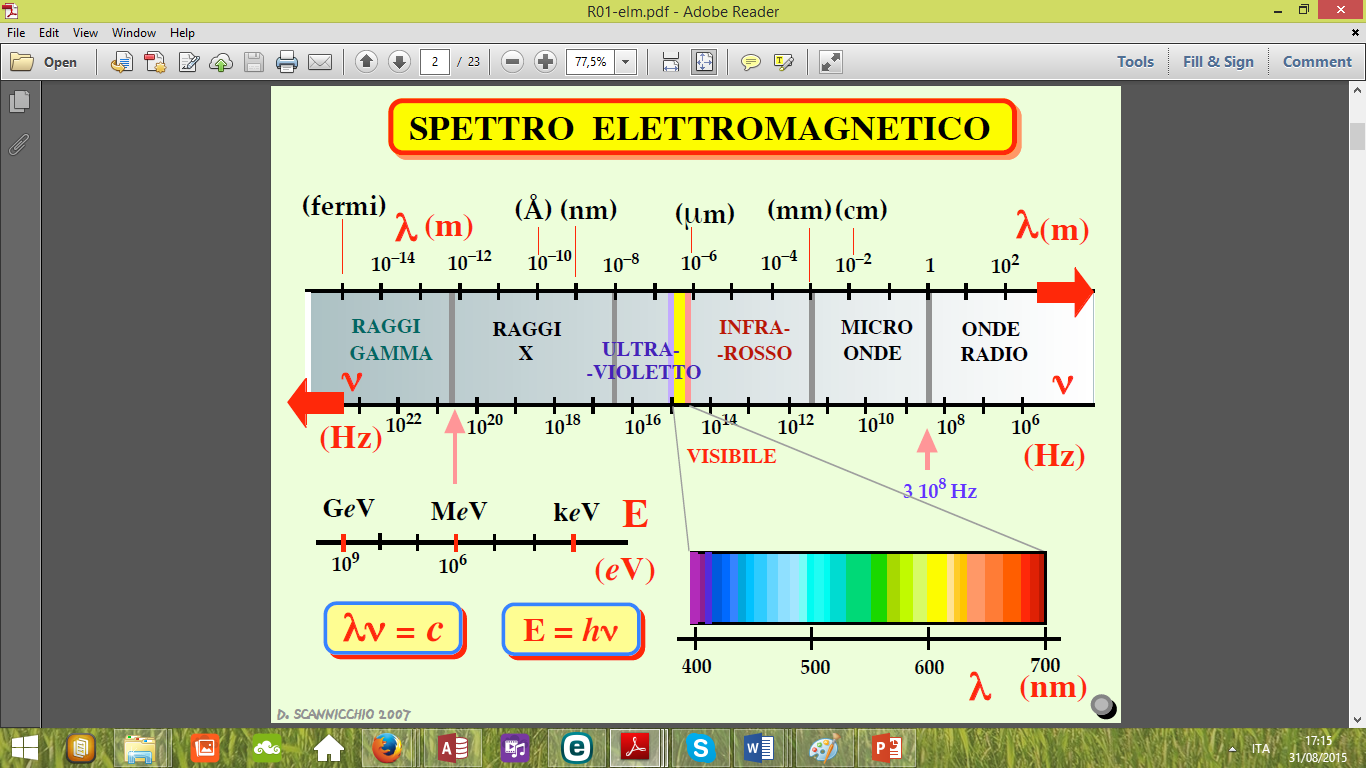 R01-elm.pdf - Adobe Reader
File Edit View Window Help
Open 2 / 23 77,5% Tools Fill & Sign Comment
SPETTRO ELETTROMAGNETICO
(fermi) (Å) (nm) (μm) (mm) (cm)
λ (m) λ (m)
10⁻¹⁴ 10⁻¹² 10⁻¹⁰ 10⁻⁸ 10⁻⁶ 10⁻⁴ 10⁻² 1 10²
RAGGI GAMMA
RAGGI X
ULTRA-
-VIOLETTO
INFRA-
-ROSSO
MICRO ONDE
ONDE RADIO
ν ν
10²² 10²⁰ 10¹⁸ 10¹⁶ 10¹⁴ 10¹² 10¹⁰ 10⁸ 10⁶
(Hz) (Hz)
VISIBILE
3 10⁸ Hz
GeV MeV keV E
10⁹ 10⁶ (eV)
λν = c E = hν
400 500 600 700
λ (nm)
D. SCANNICCHIO 2007
ITA
17:15
31/08/2015